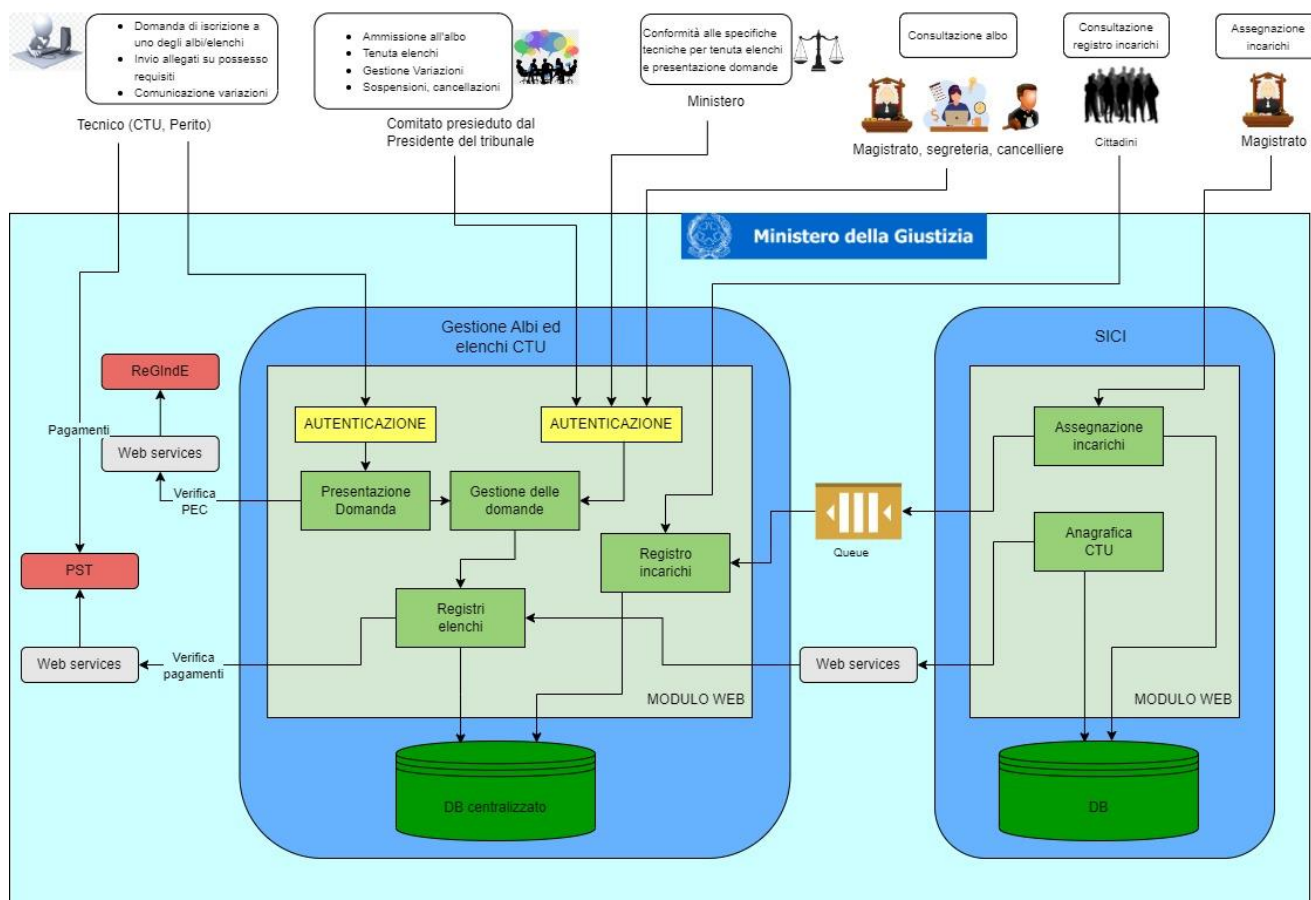 Domanda di iscrizione a
uno degli albi/elenchi
Invio allegati su possesso
requisiti
Comunicazione variazioni
Tecnico (CTU, Perito)
Ammissione all'albo
Tenuta elenchi
Gestione Variazioni
Sospensioni, cancellazioni
Comitato presieduto dal
Presidente del tribunale
Conformità alle specifiche
tecniche per tenuta elenchi
e presentazione domande
Ministero
Consultazione albo
Magistrato, segreteria, cancelliere
Consultazione
registro incarichi
Cittadini
Assegnazione
incarichi
Magistrato
Ministero della Giustizia
Gestione Albi ed
elenchi CTU
SICI
ReGIndE
Pagamenti
Web services
Verifica
PEC
AUTENTICAZIONE
AUTENTICAZIONE
Presentazione
Domanda
Gestione delle
domande
Registro
incarichi
Queue
Assegnazione
incarichi
Anagrafica
CTU
PST
Registri
elenchi
Web services
Verifica
pagamenti
Web services
MODULO WEB
MODULO WEB
DB centralizzato
DB